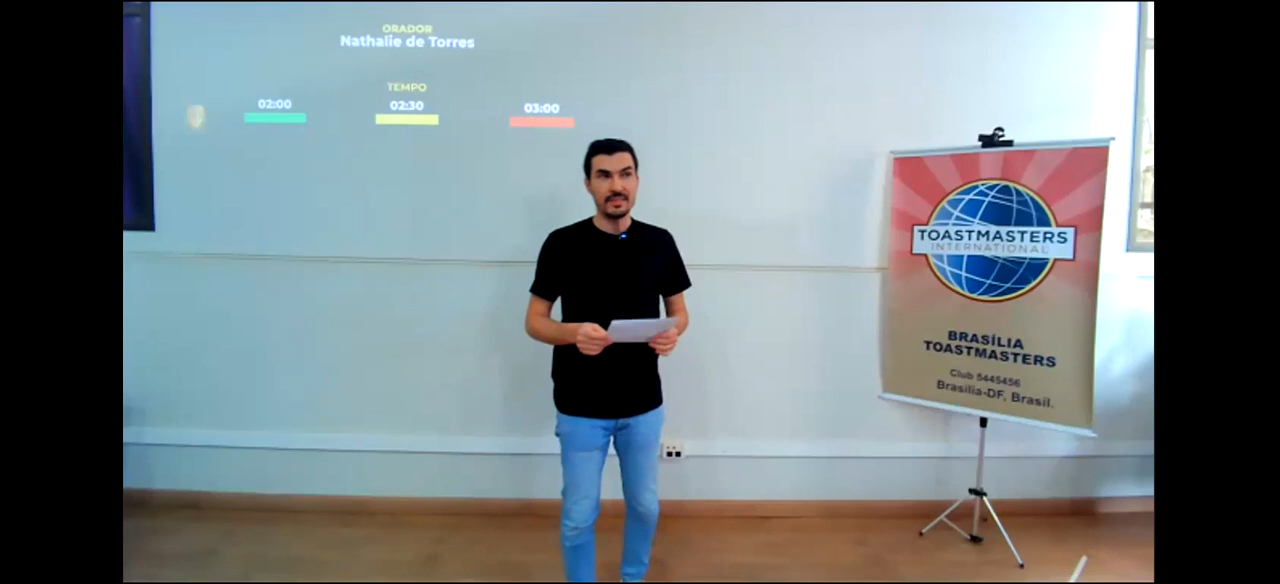 ORADOR
Nathalie de Torres
TEMPO
02:00
02:30
03:00
TOASTMASTERS
INTERNATIONAL
BRASÍLIA
TOASTMASTERS
Club 5445456
Brasília-DF, Brasil.